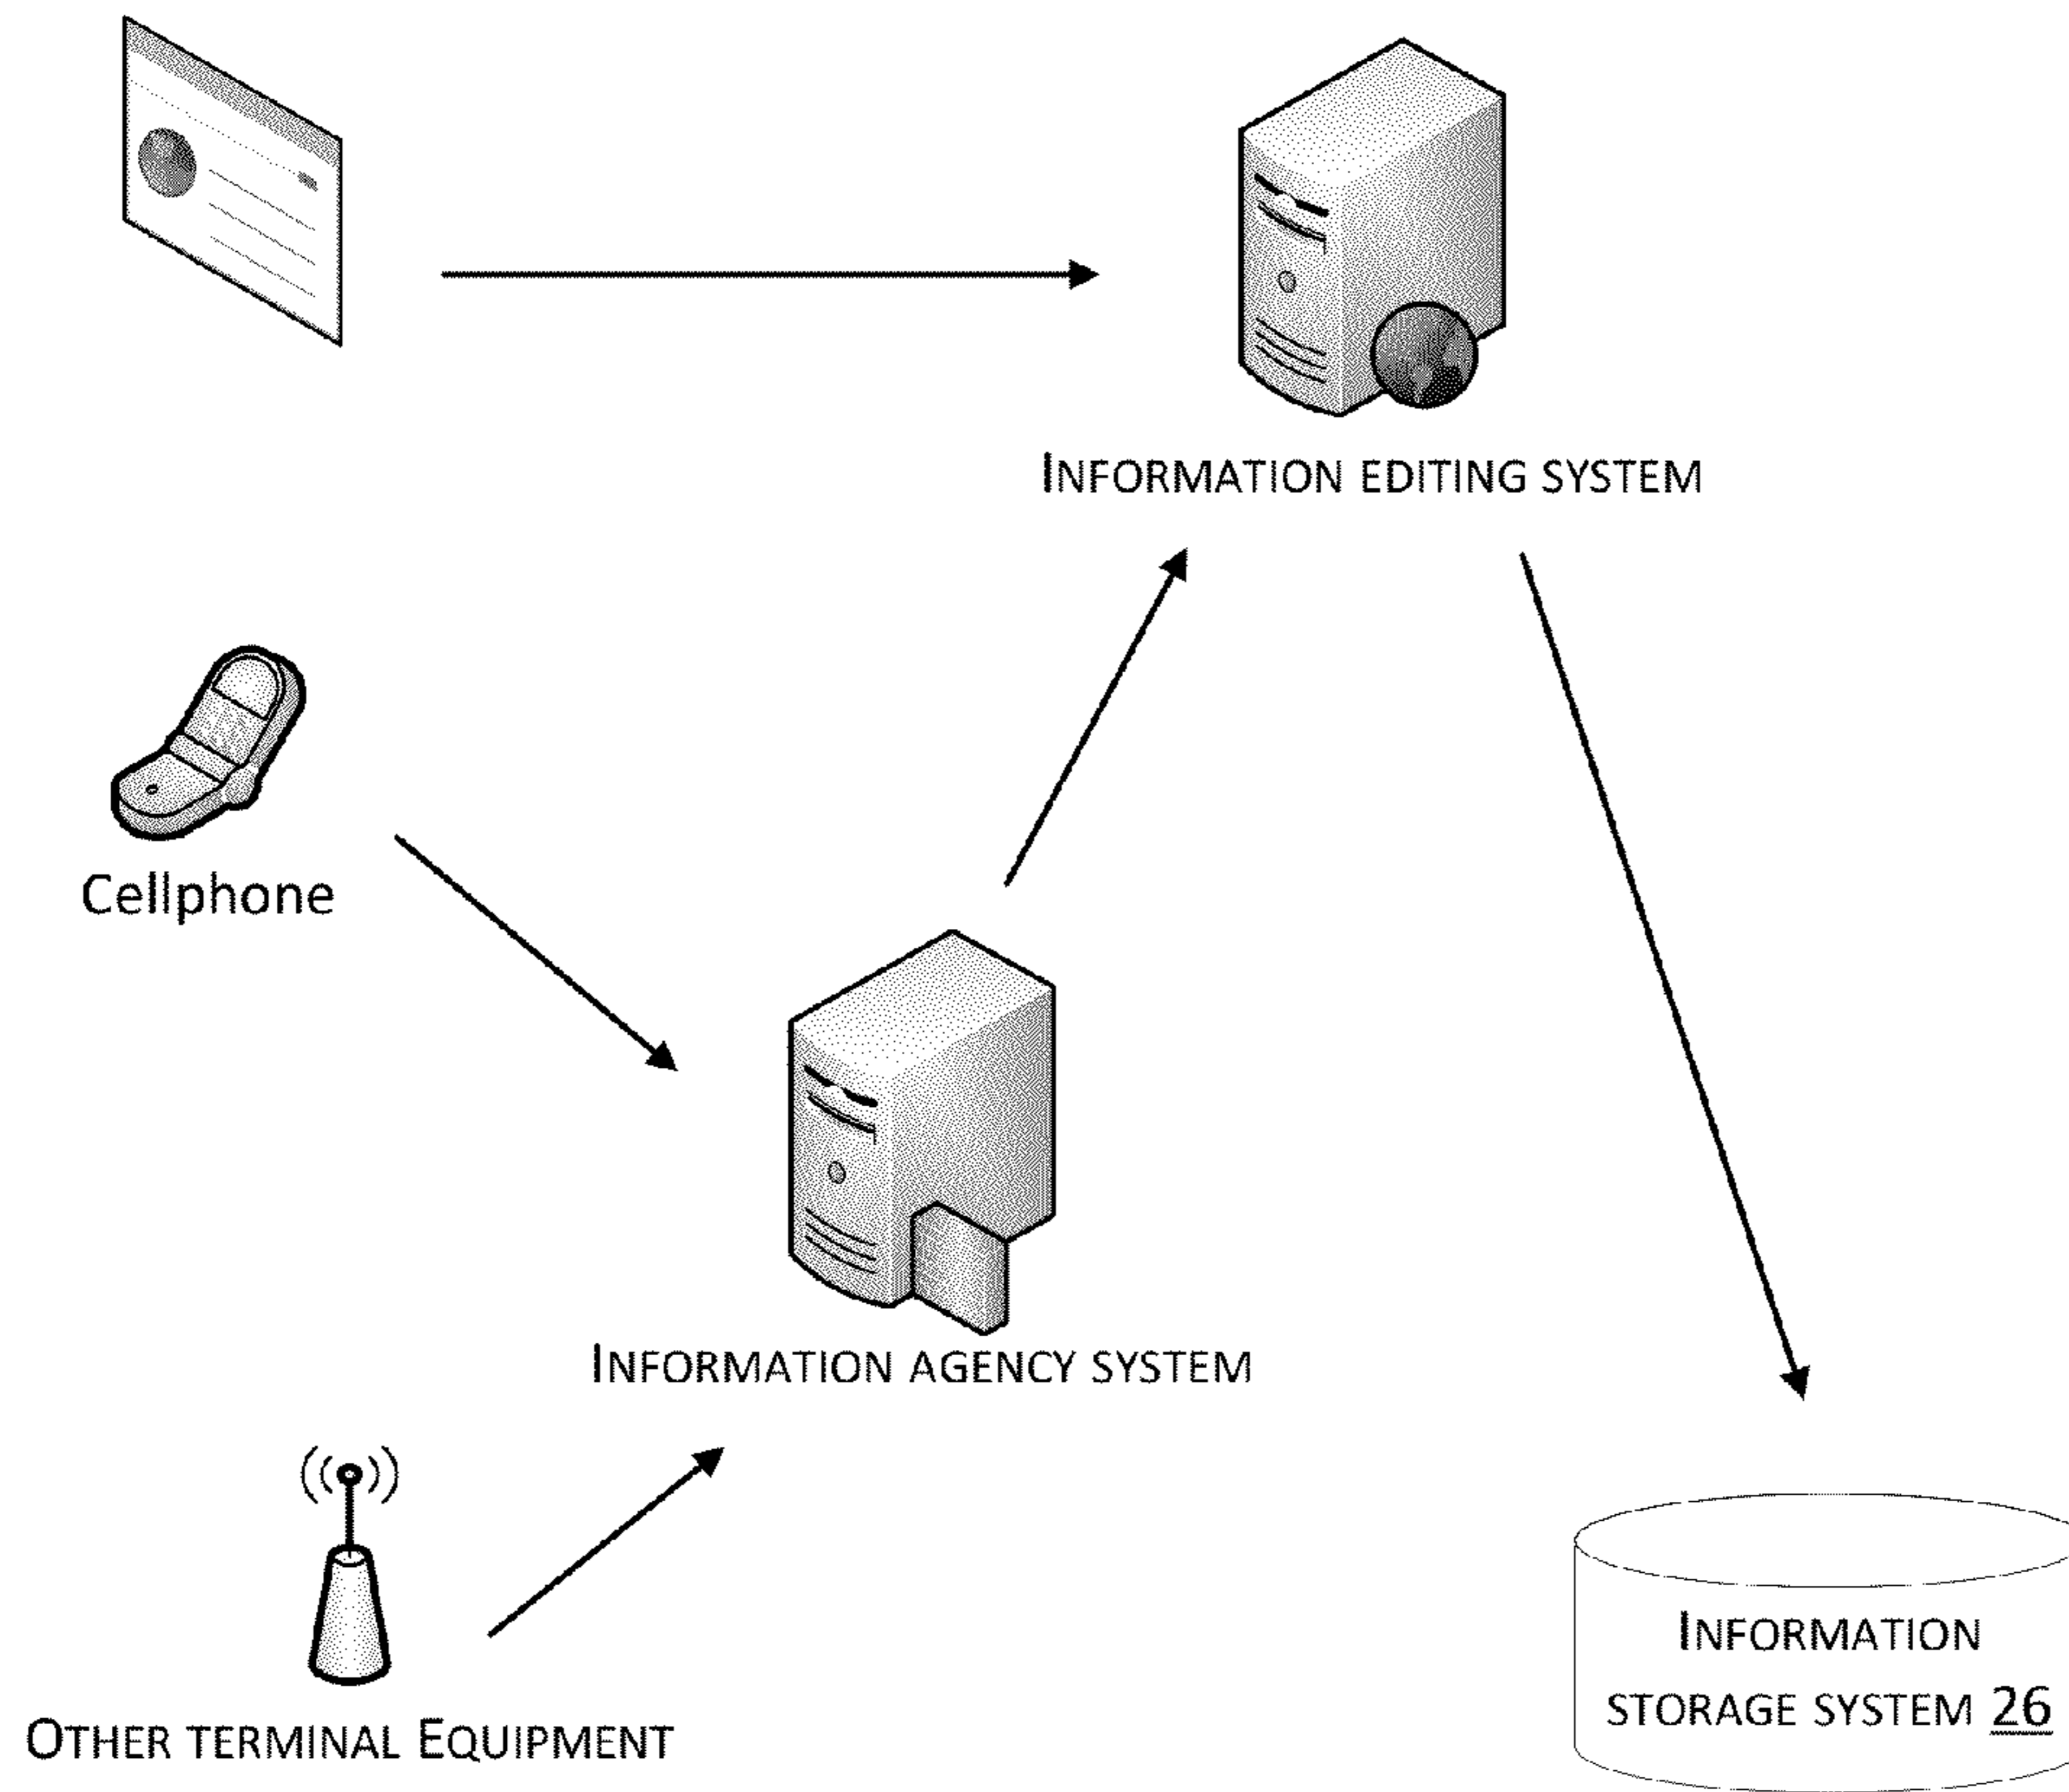 INFORMATION EDITING SYSTEM
Cellphone
INFORMATION AGENCY SYSTEM
INFORMATION
STORAGE SYSTEM 26
OTHER TERMINAL EQUIPMENT